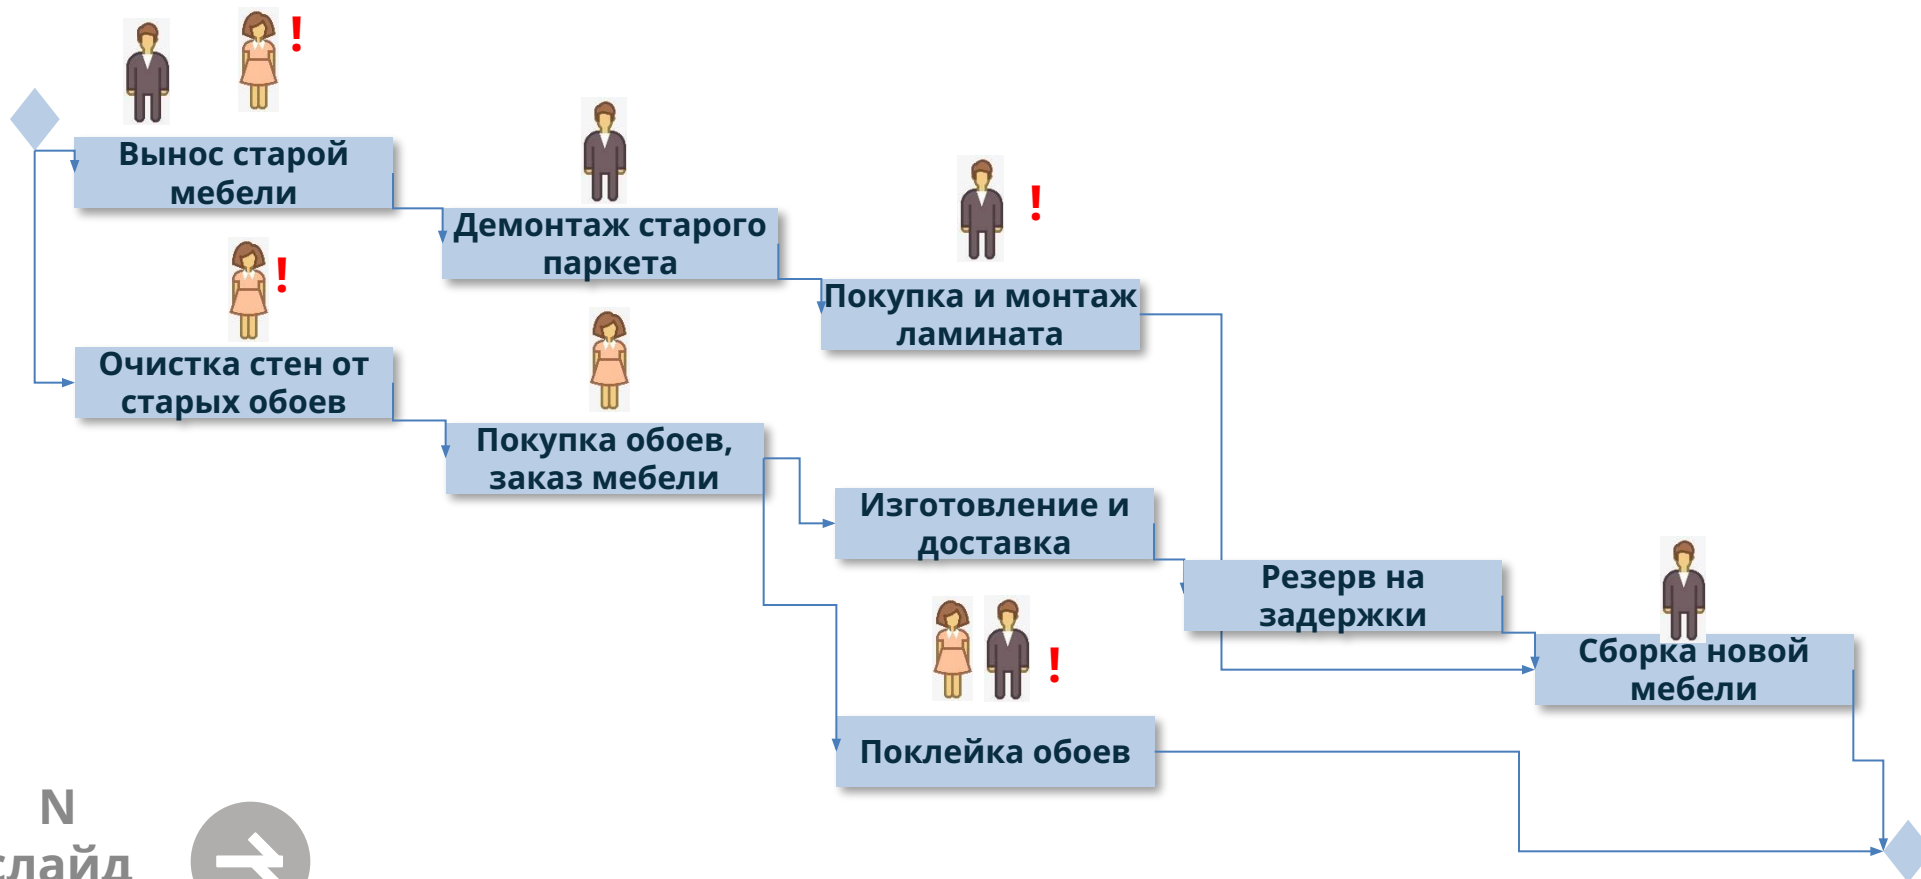 !
Вынос старой
мебели
Демонтаж старого
паркета
!
Покупка и монтаж
ламината
!
Очистка стен от
старых обоев
Покупка обоев,
заказ мебели
Изготовление и
доставка
Резерв на
задержки
Сборка новой
мебели
!
Поклейка обоев
N
слайд